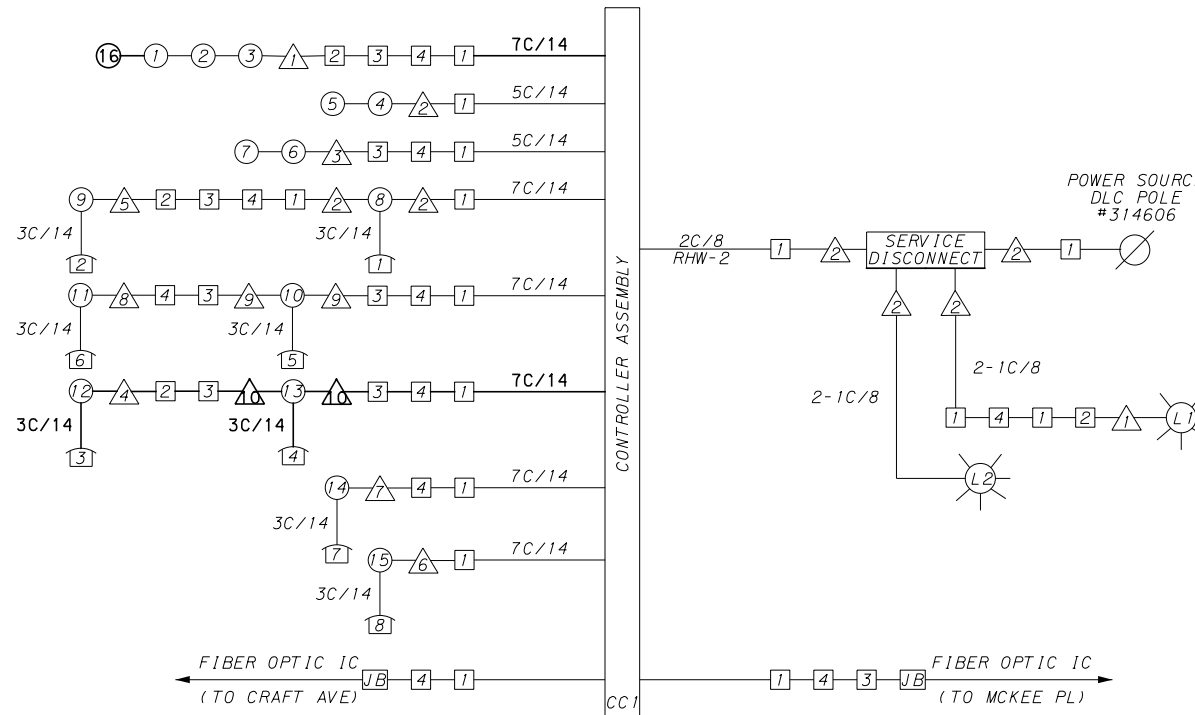 16 1 2 3 1 2 3 4 1 7C/14
5 4 2 1 5C/14
7 6 3 3 4 1 5C/14
9 5 2 3 4 1 2 8 2 1 7C/14
3C/14 3C/14
2 1
11 8 4 3 9 10 9 3 4 1 7C/14
3C/14 3C/14
6 5
12 4 2 3 10 13 10 3 4 1 7C/14
3C/14 3C/14
3 4
14 7 4 1 7C/14
3C/14
7
15 6 1 7C/14
3C/14
8
FIBER OPTIC IC JB 4 1
(TO CRAFT AVE)
CONTROLLER ASSEMBLY
CC1
POWER SOURC
DLC POLE
#314606
2C/8 1 2 SERVICE 2 1
RHW-2 DISCONNECT
2 2
2-1C/8
2-1C/8
1 4 1 2 1 L1
L2
1 4 3 JB FIBER OPTIC IC
(TO MCKEE PL)